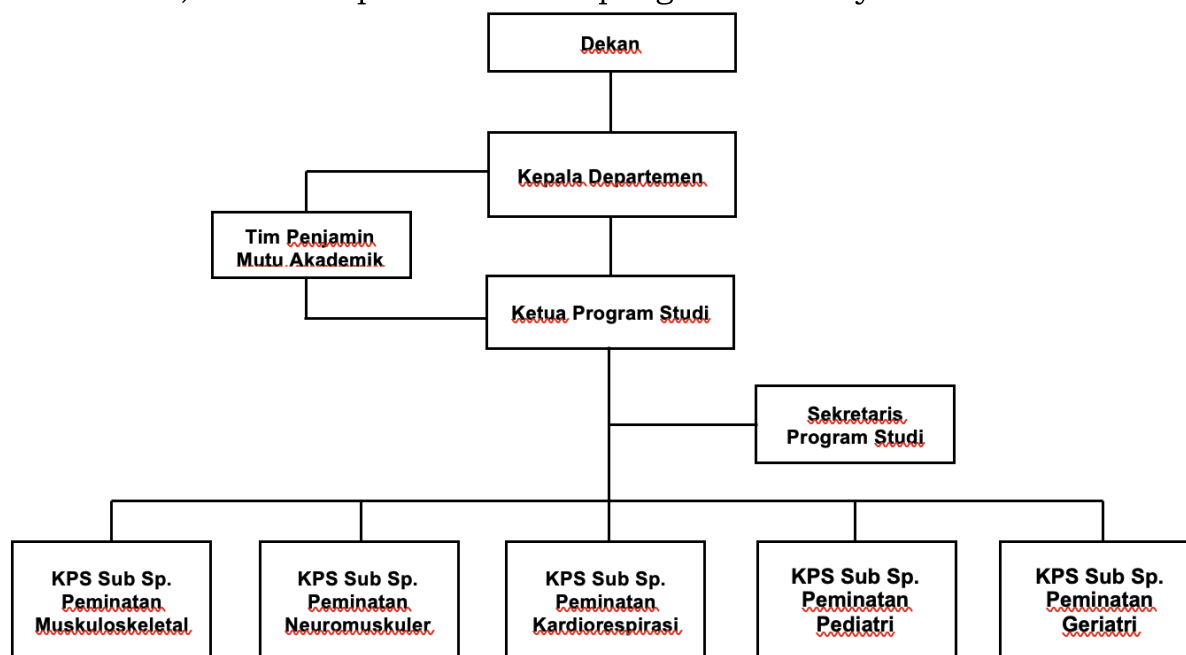 Dekan
Kepala Departemen
Tim Penjamin
Mutu Akademik
Ketua Program Studi
Sekretaris
Program Studi
KPS Sub Sp.
Peminatan
Muskuloskeletal
KPS Sub Sp.
Peminatan
Neuromuskuler
KPS Sub Sp.
Peminatan
Kardiorespirasi
KPS Sub Sp.
Peminatan
Pediatri
KPS Sub Sp.
Peminatan
Geriatri